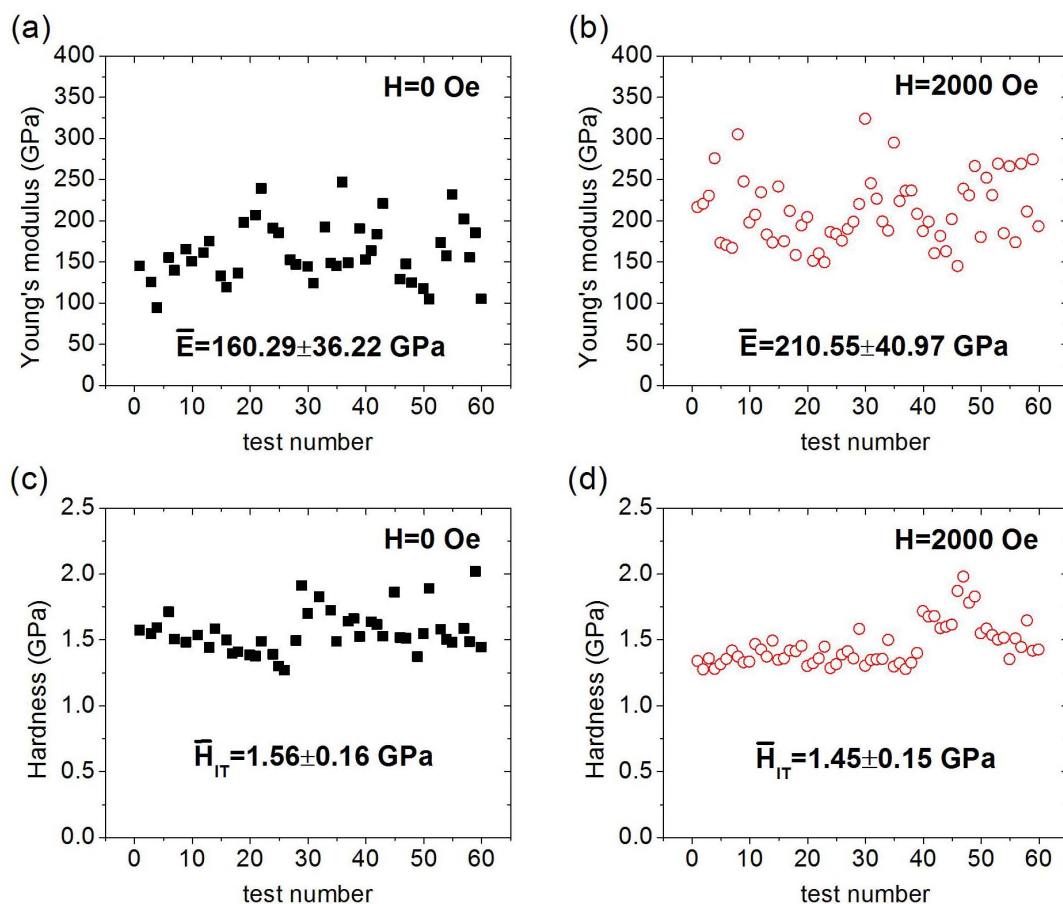 (a)
400
350
300
250
200
150
100
50
0
Young's modulus (GPa)
H=0 Oe
E̅=160.29±36.22 GPa
0 10 20 30 40 50 60
test number
(b)
400
350
300
250
200
150
100
50
0
Young's modulus (GPa)
H=2000 Oe
E̅=210.55±40.97 GPa
0 10 20 30 40 50 60
test number
(c)
2.5
2.0
1.5
1.0
0.5
0.0
Hardness (GPa)
H=0 Oe
H̅IT=1.56±0.16 GPa
0 10 20 30 40 50 60
test number
(d)
2.5
2.0
1.5
1.0
0.5
0.0
Hardness (GPa)
H=2000 Oe
H̅IT=1.45±0.15 GPa
0 10 20 30 40 50 60
test number